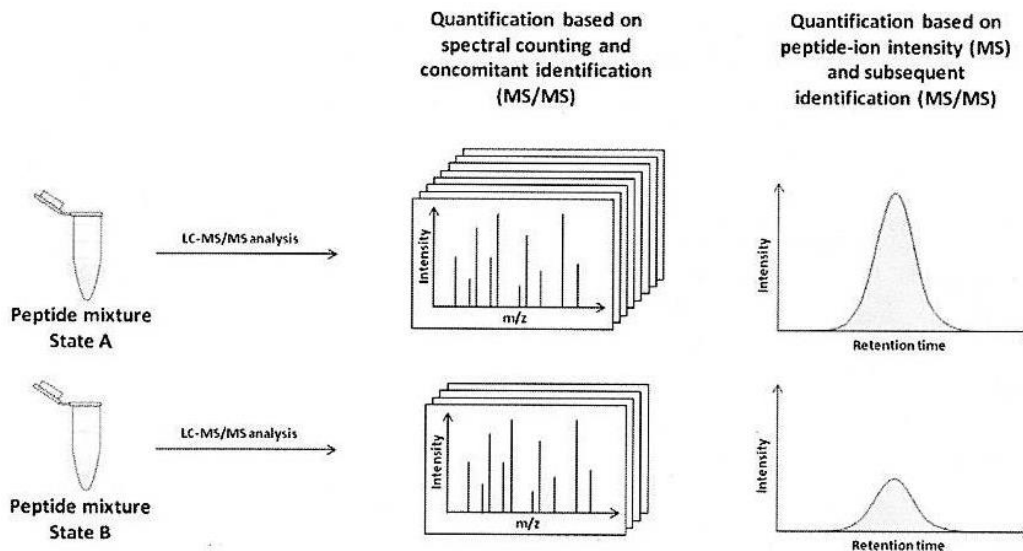 Quantification based on
spectral counting and
concomitant identification
(MS/MS)
Quantification based on
peptide-ion intensity (MS)
and subsequent
identification (MS/MS)
LC-MS/MS analysis
Peptide mixture
State A
Intensity
m/z
Intensity
Retention time
LC-MS/MS analysis
Peptide mixture
State B
Intensity
m/z
Intensity
Retention time